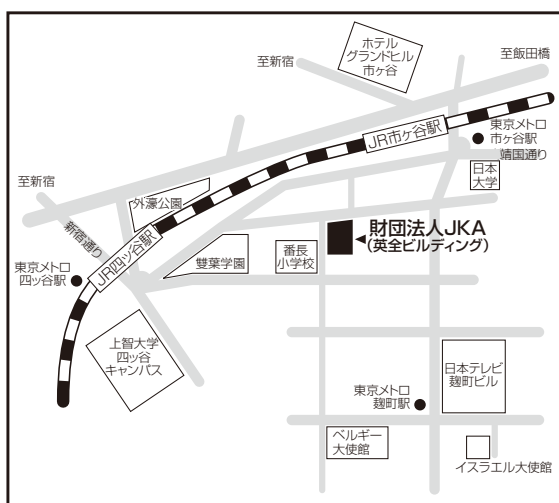 ホテル
グランドヒル
市ヶ谷
至新宿
至飯田橋
JR市ヶ谷駅
東京メトロ
市ヶ谷駅
靖国通り
日本
大学
至新宿
外濠公園
新宿通り
JR四ッ谷駅
東京メトロ
四ッ谷駅
雙葉学園
番長
小学校
財団法人JKA
(英全ビルディング)
上智大学
四ッ谷
キャンパス
日本テレビ
麹町ビル
東京メトロ
麹町駅
ベルギー
大使館
イスラエル大使館